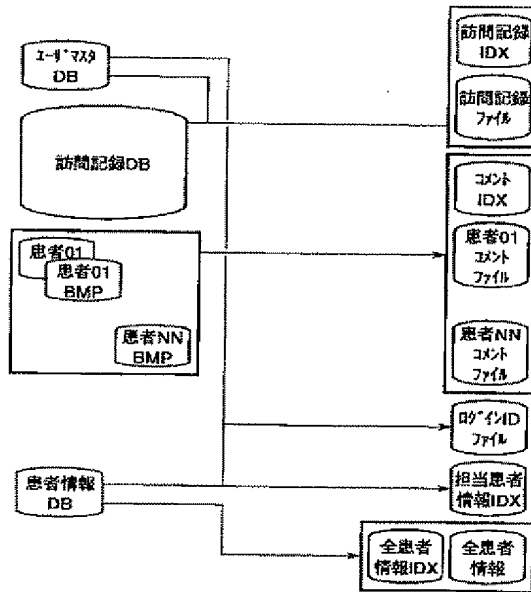 ユーザマスタ
DB
訪問記録DB
患者01
患者01
BMP
患者NN
BMP
患者情報
DB
訪問記録
IDX
訪問記録
ファイル
コメント
IDX
患者01
コメント
ファイル
患者NN
コメント
ファイル
ログインID
ファイル
担当患者
情報IDX
全患者
情報IDX
全患者
情報